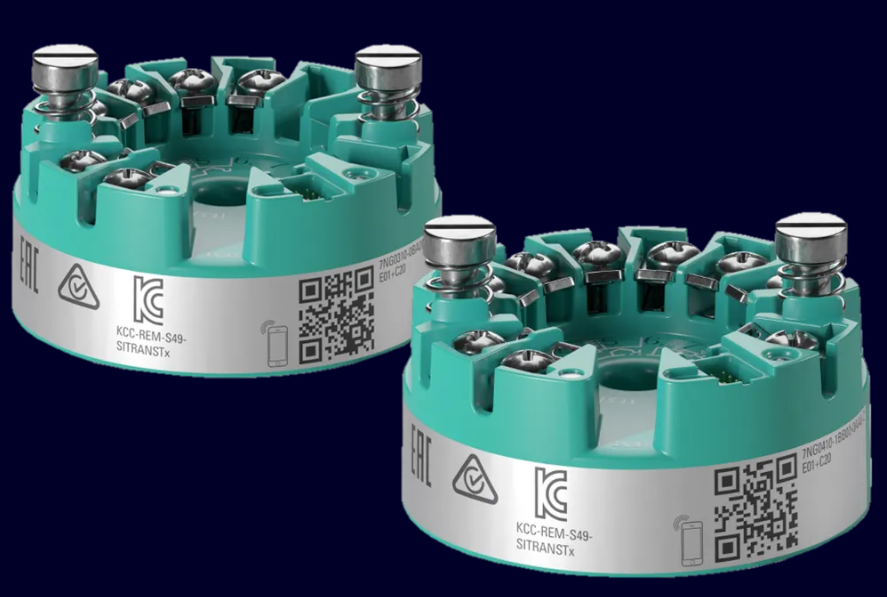 EAC
KC
KCC-REM-S49-
SITRANSTx
E01+C20
EAC
KC
KCC-REM-S49-
SITRANSTx
E01+C20